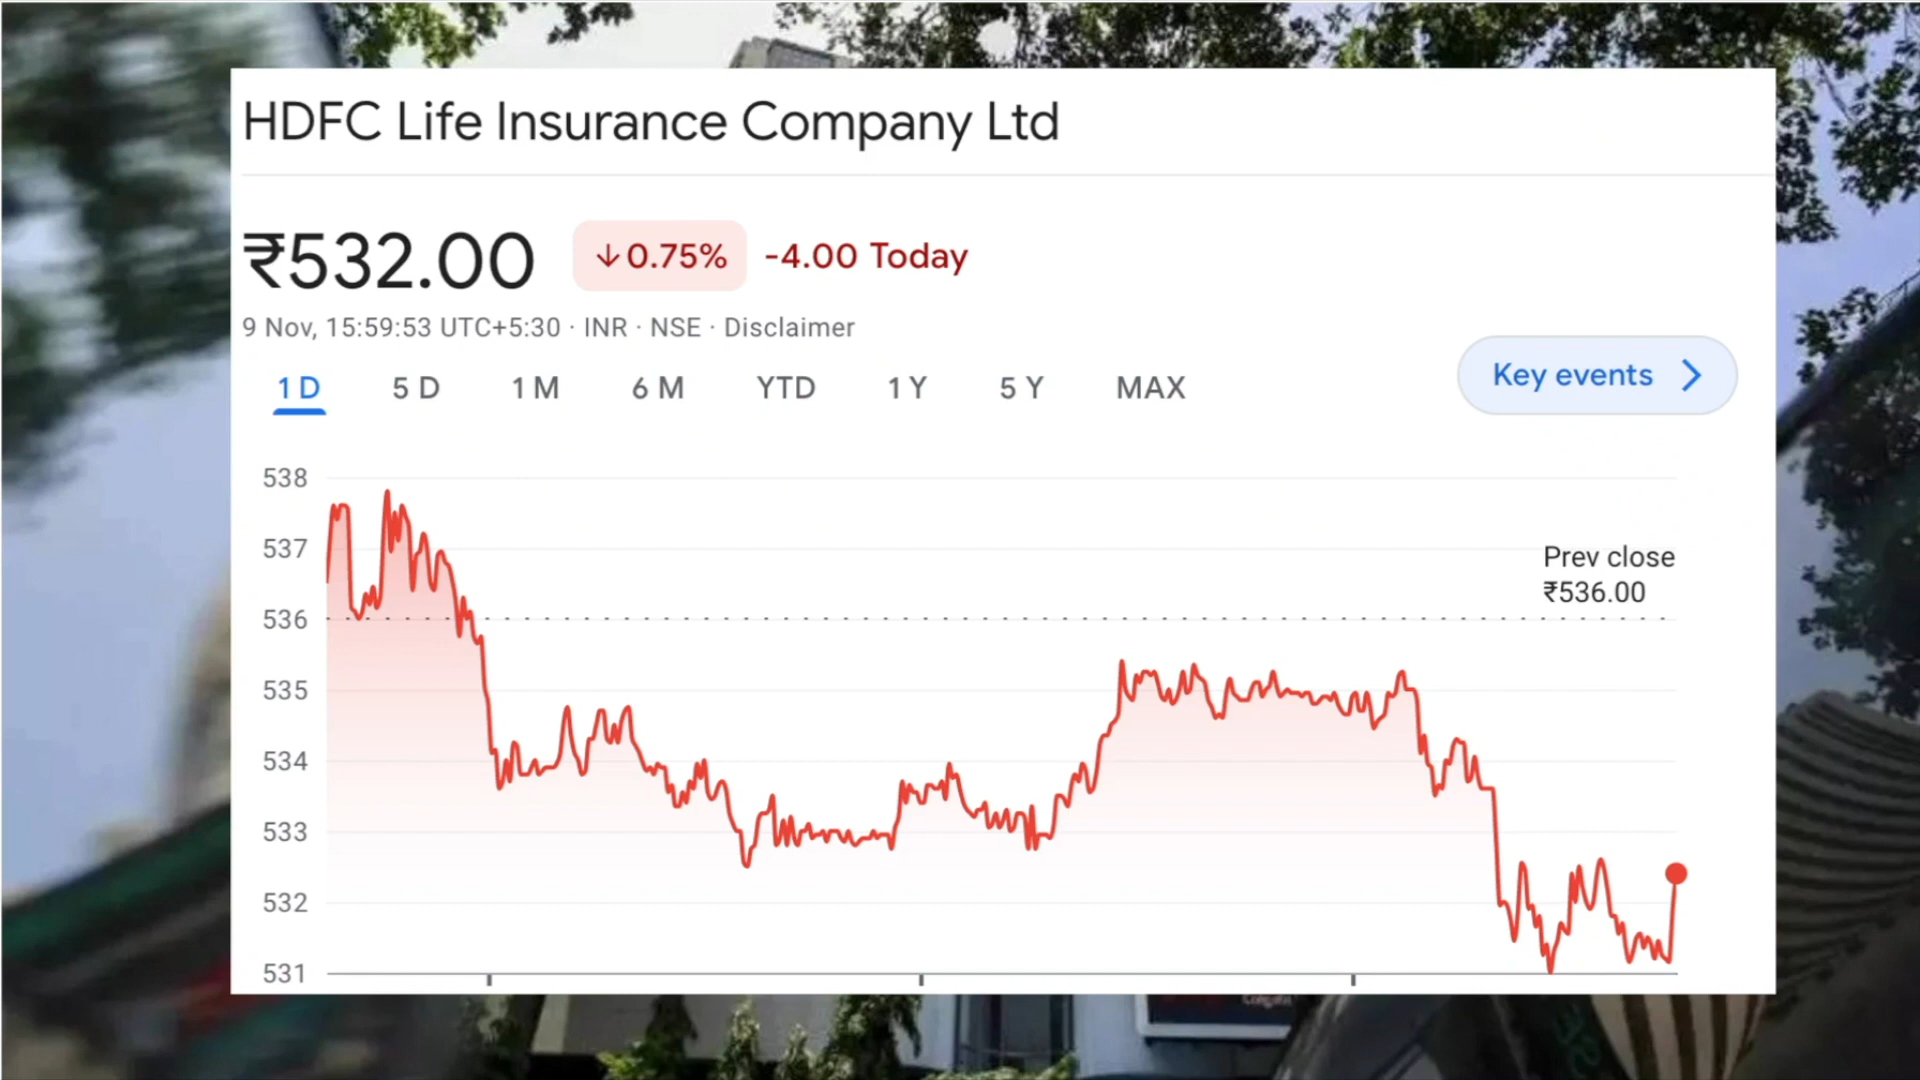 HDFC Life Insurance Company Ltd
₹532.00 ↓0.75% -4.00 Today
9 Nov, 15:59:53 UTC+5:30 · INR · NSE · Disclaimer
1 D 5 D 1 M 6 M YTD 1 Y 5 Y MAX
Key events
538
537
Prev close
₹536.00
536
535
534
533
532
531